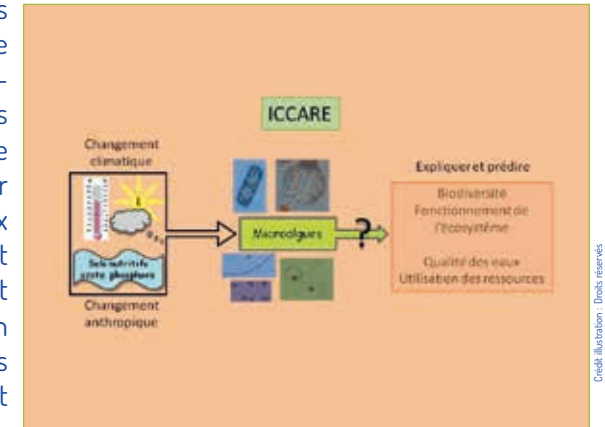 s
e
-
s
e
r
x
t
t
n
s
t
ICCARE
Changement
climatique
Sels nutritifs
azote phosphore
Changement
anthropique
?
Expliquer et prédire
Biodiversité
Fonctionnement de
l'écosystème
Qualité des eaux
Utilisation des ressources
Crédit illustration : Droits réservés